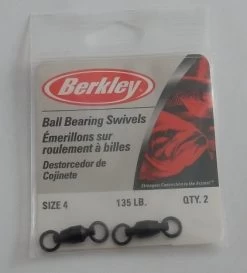 Berkley
Ball Bearing Swivels
Émerillons sur
roulement à billes
Destorcedor de
Cojinete
SIZE 4 135 LB. QTY. 2